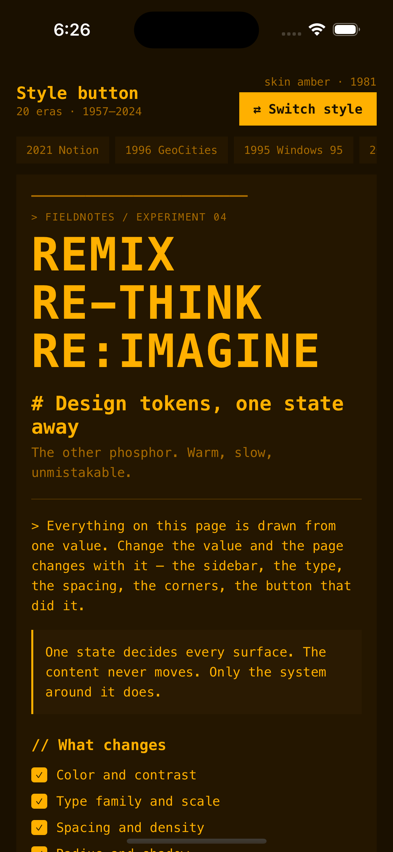 6:26
skin amber · 1981
Style button
20 eras · 1957—2024
⇄ Switch style
2021 Notion
1996 GeoCities
1995 Windows 95
2
> FIELDNOTES / EXPERIMENT 04
REMIX
RE—THINK
RE:IMAGINE
# Design tokens, one state
away
The other phosphor. Warm, slow,
unmistakable.
> Everything on this page is drawn from
one value. Change the value and the page
changes with it — the sidebar, the type,
the spacing, the corners, the button that
did it.
One state decides every surface. The
content never moves. Only the system
around it does.
// What changes
Color and contrast
Type family and scale
Spacing and density